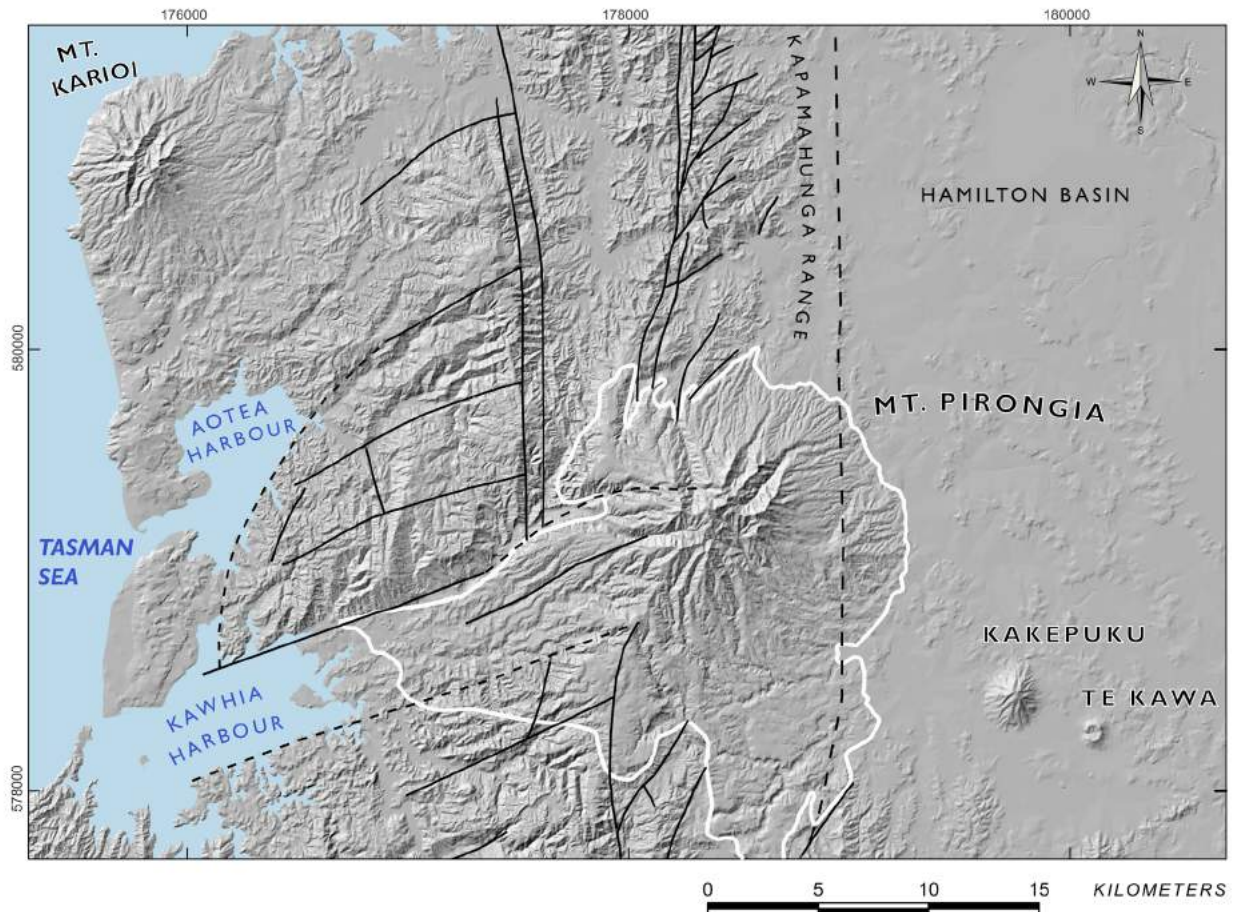 176000
178000
180000
MT.
KARIOI
KAPAMAHUNGA RANGE
N
W
E
S
HAMILTON BASIN
580000
MT. PIRONGIA
AOTEA
HARBOUR
TASMAN
SEA
KAKEPUKU
TE KAWA
KAWHIA
HARBOUR
578000
0
5
10
15
KILOMETERS